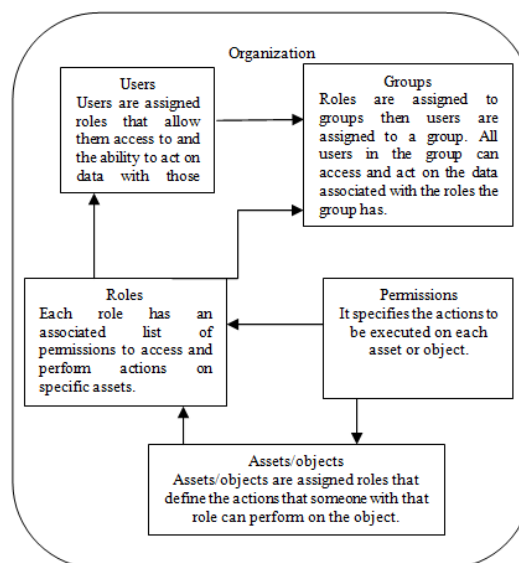 Organization
Users
Users are assigned
roles that allow
them access to and
the ability to act on
data with those
Groups
Roles are assigned to
groups then users are
assigned to a group. All
users in the group can
access and act on the data
associated with the roles the
group has.
Roles
Each role has an
associated list of
permissions to access and
perform actions on
specific assets.
Permissions
It specifies the actions to
be executed on each
asset or object.
Assets/objects
Assets/objects are assigned roles that
define the actions that someone with that
role can perform on the object.